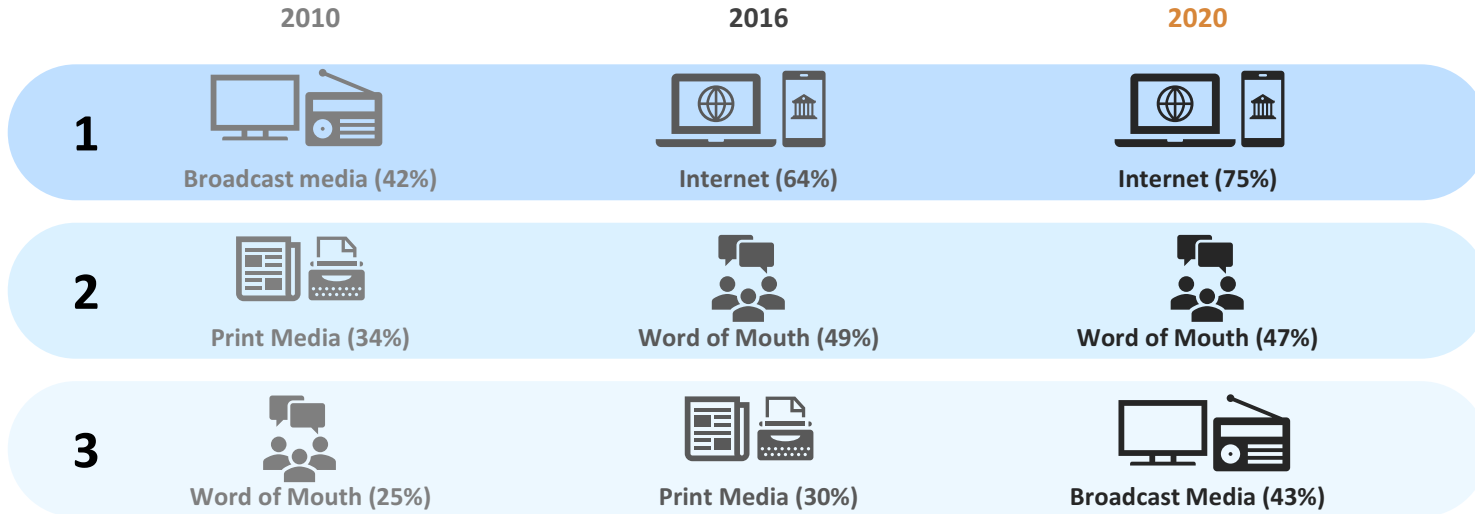 2010 2016 2020
1
Broadcast media (42%) Internet (64%) Internet (75%)
2
Print Media (34%) Word of Mouth (49%) Word of Mouth (47%)
3
Word of Mouth (25%) Print Media (30%) Broadcast Media (43%)